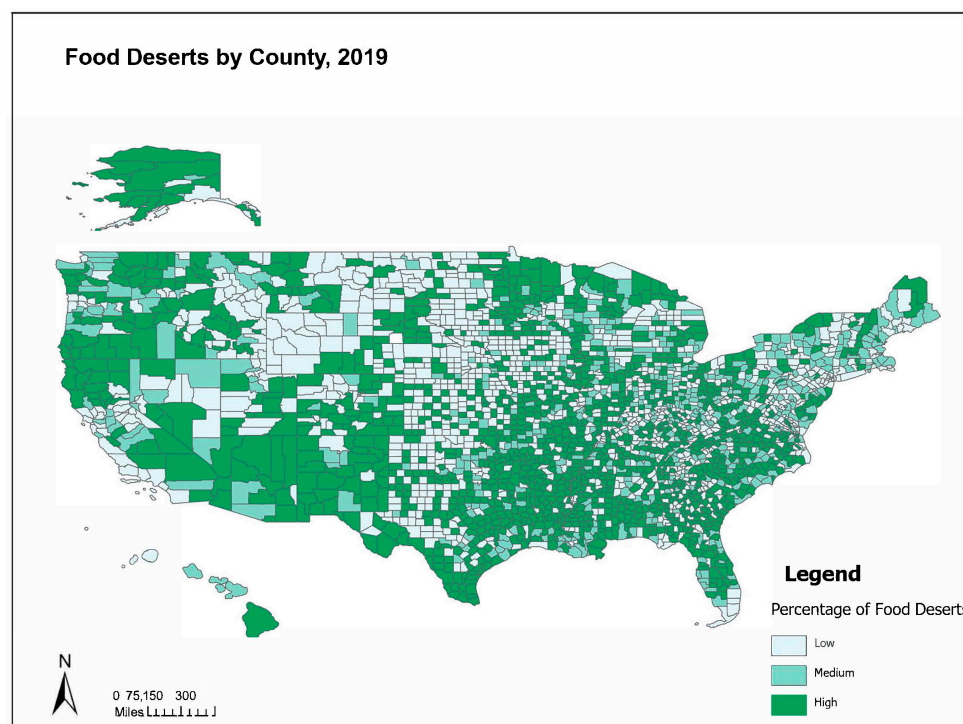 Food Deserts by County, 2019
Legend
Percentage of Food Deserts
Low
Medium
High
N
0 75,150 300
Miles